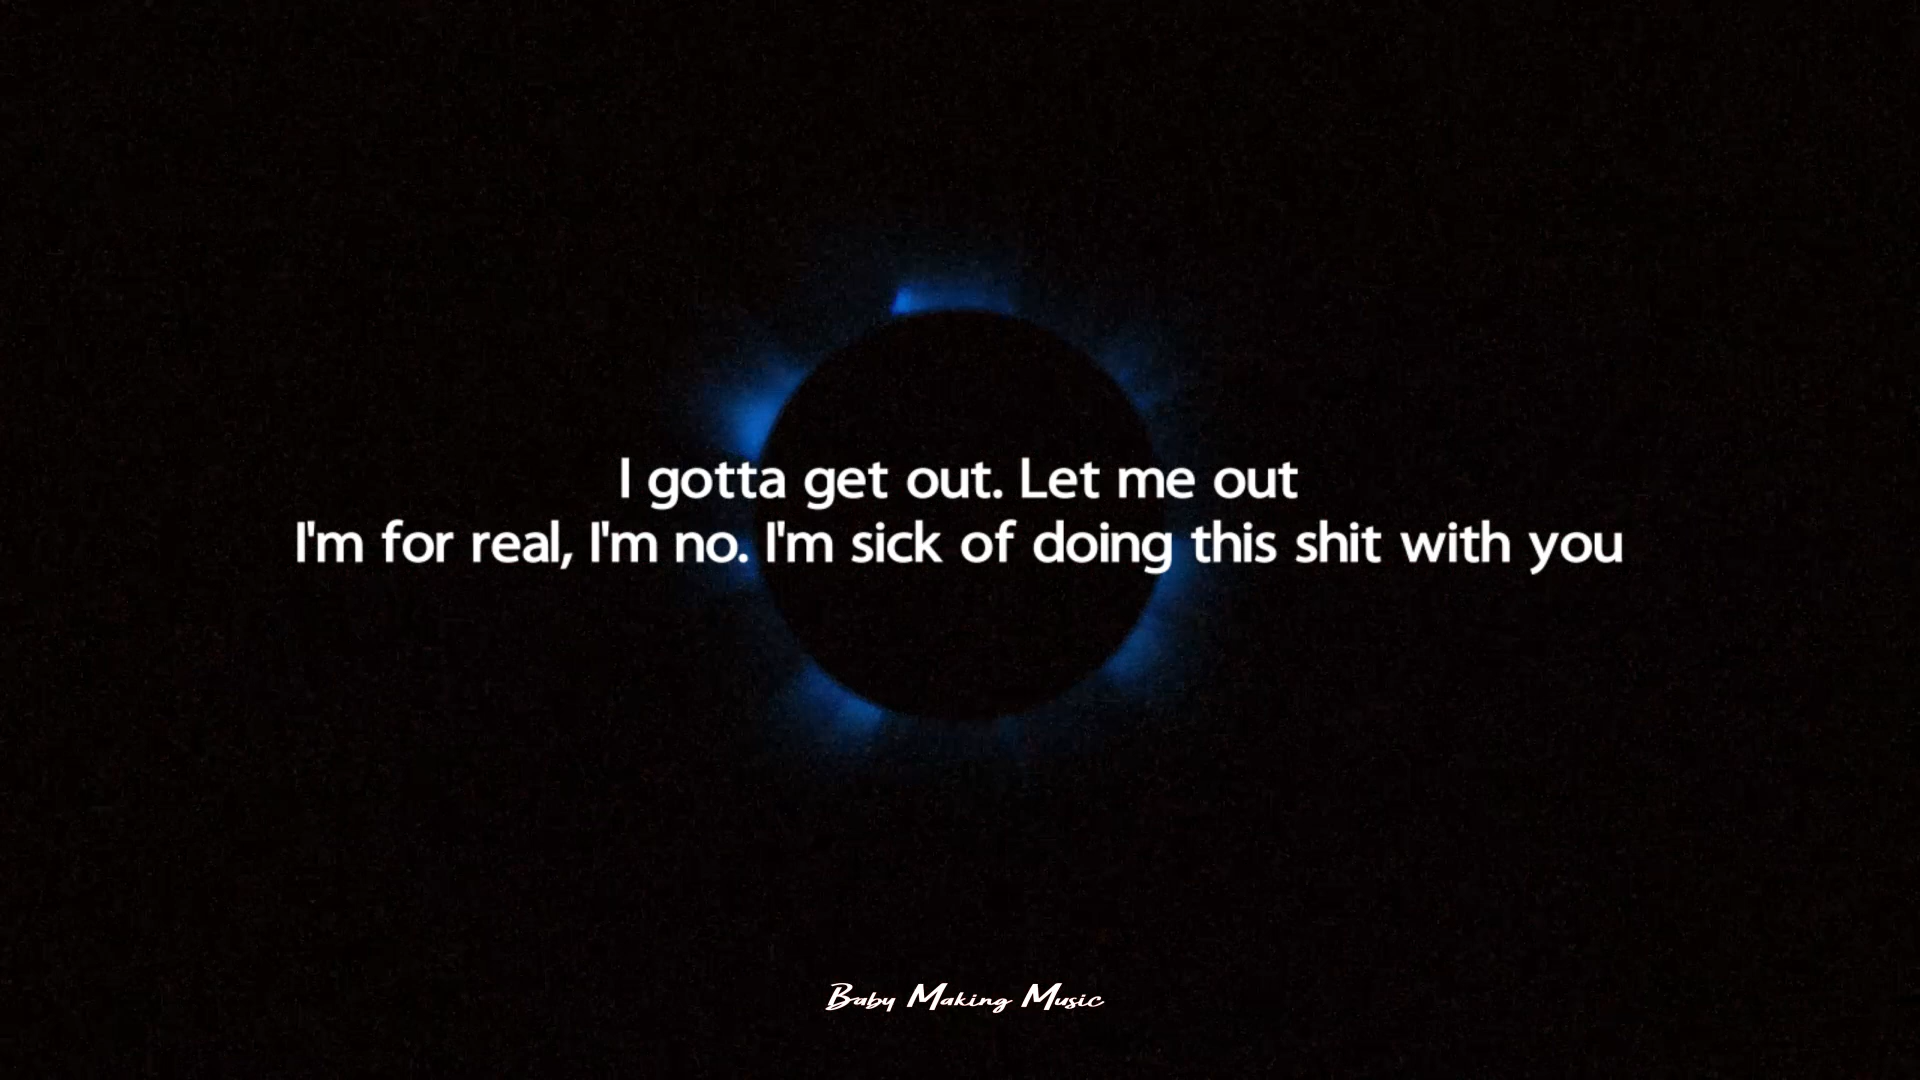 I gotta get out. Let me out
I'm for real, I'm no. I'm sick of doing this shit with you
Baby Making Music